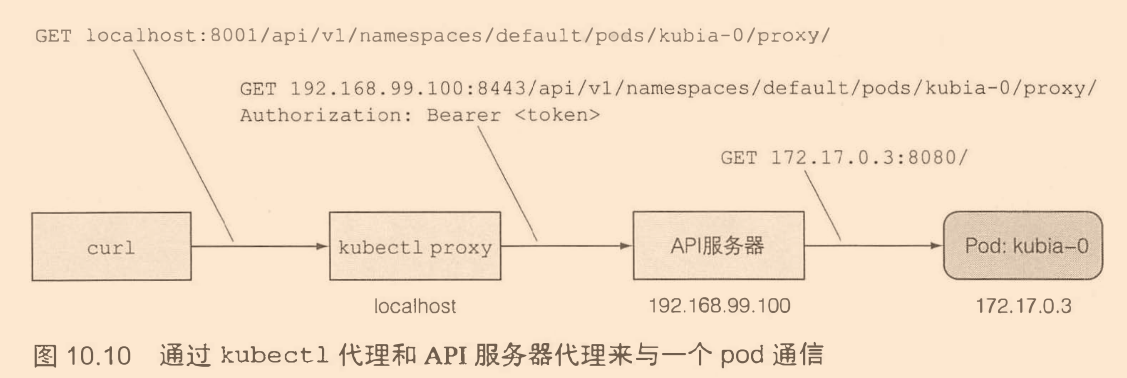 GET localhost:8001/api/v1/namespaces/default/pods/kubia-0/proxy/
GET 192.168.99.100:8443/api/v1/namespaces/default/pods/kubia-0/proxy/
Authorization: Bearer <token>
GET 172.17.0.3:8080/
curl
kubectl proxy
API服务器
Pod: kubia-0
localhost
192.168.99.100
172.17.0.3
图 10.10 通过 kubectl 代理和 API 服务器代理来与一个 pod 通信